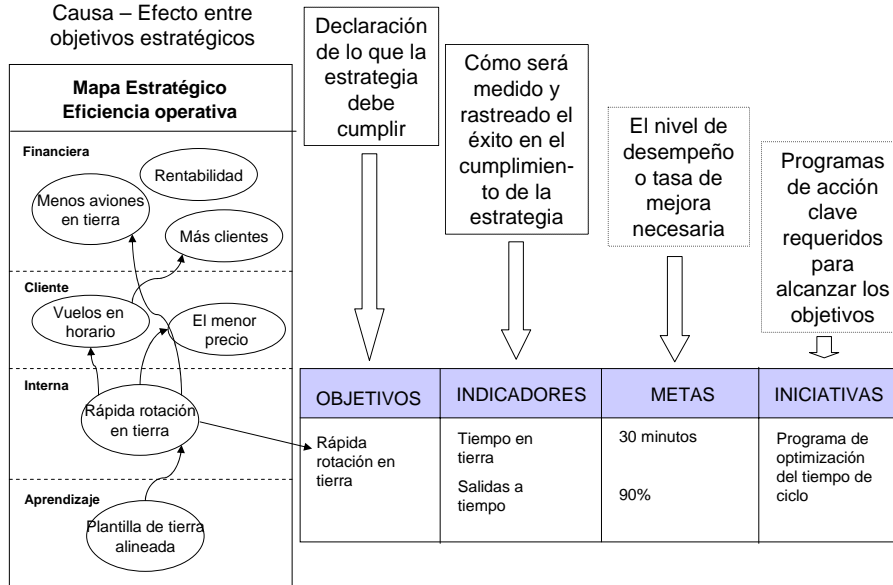 Causa – Efecto entre
objetivos estratégicos
Mapa Estratégico
Eficiencia operativa
Financiera
Rentabilidad
Menos aviones
en tierra
Más clientes
Cliente
Vuelos en
horario
El menor
precio
Interna
Rápida rotación
en tierra
Aprendizaje
Plantilla de tierra
alineada
Declaración
de lo que la
estrategia
debe
cumplir
Cómo será
medido y
rastreado el
éxito en el
cumplimien-
to de la
estrategia
El nivel de
desempeño
o tasa de
mejora
necesaria
Programas
de acción
clave
requeridos
para
alcanzar los
objetivos
OBJETIVOS
INDICADORES
METAS
INICIATIVAS
Rápida
rotación en
tierra
Tiempo en
tierra
Salidas a
tiempo
30 minutos
90%
Programa de
optimización
del tiempo de
ciclo